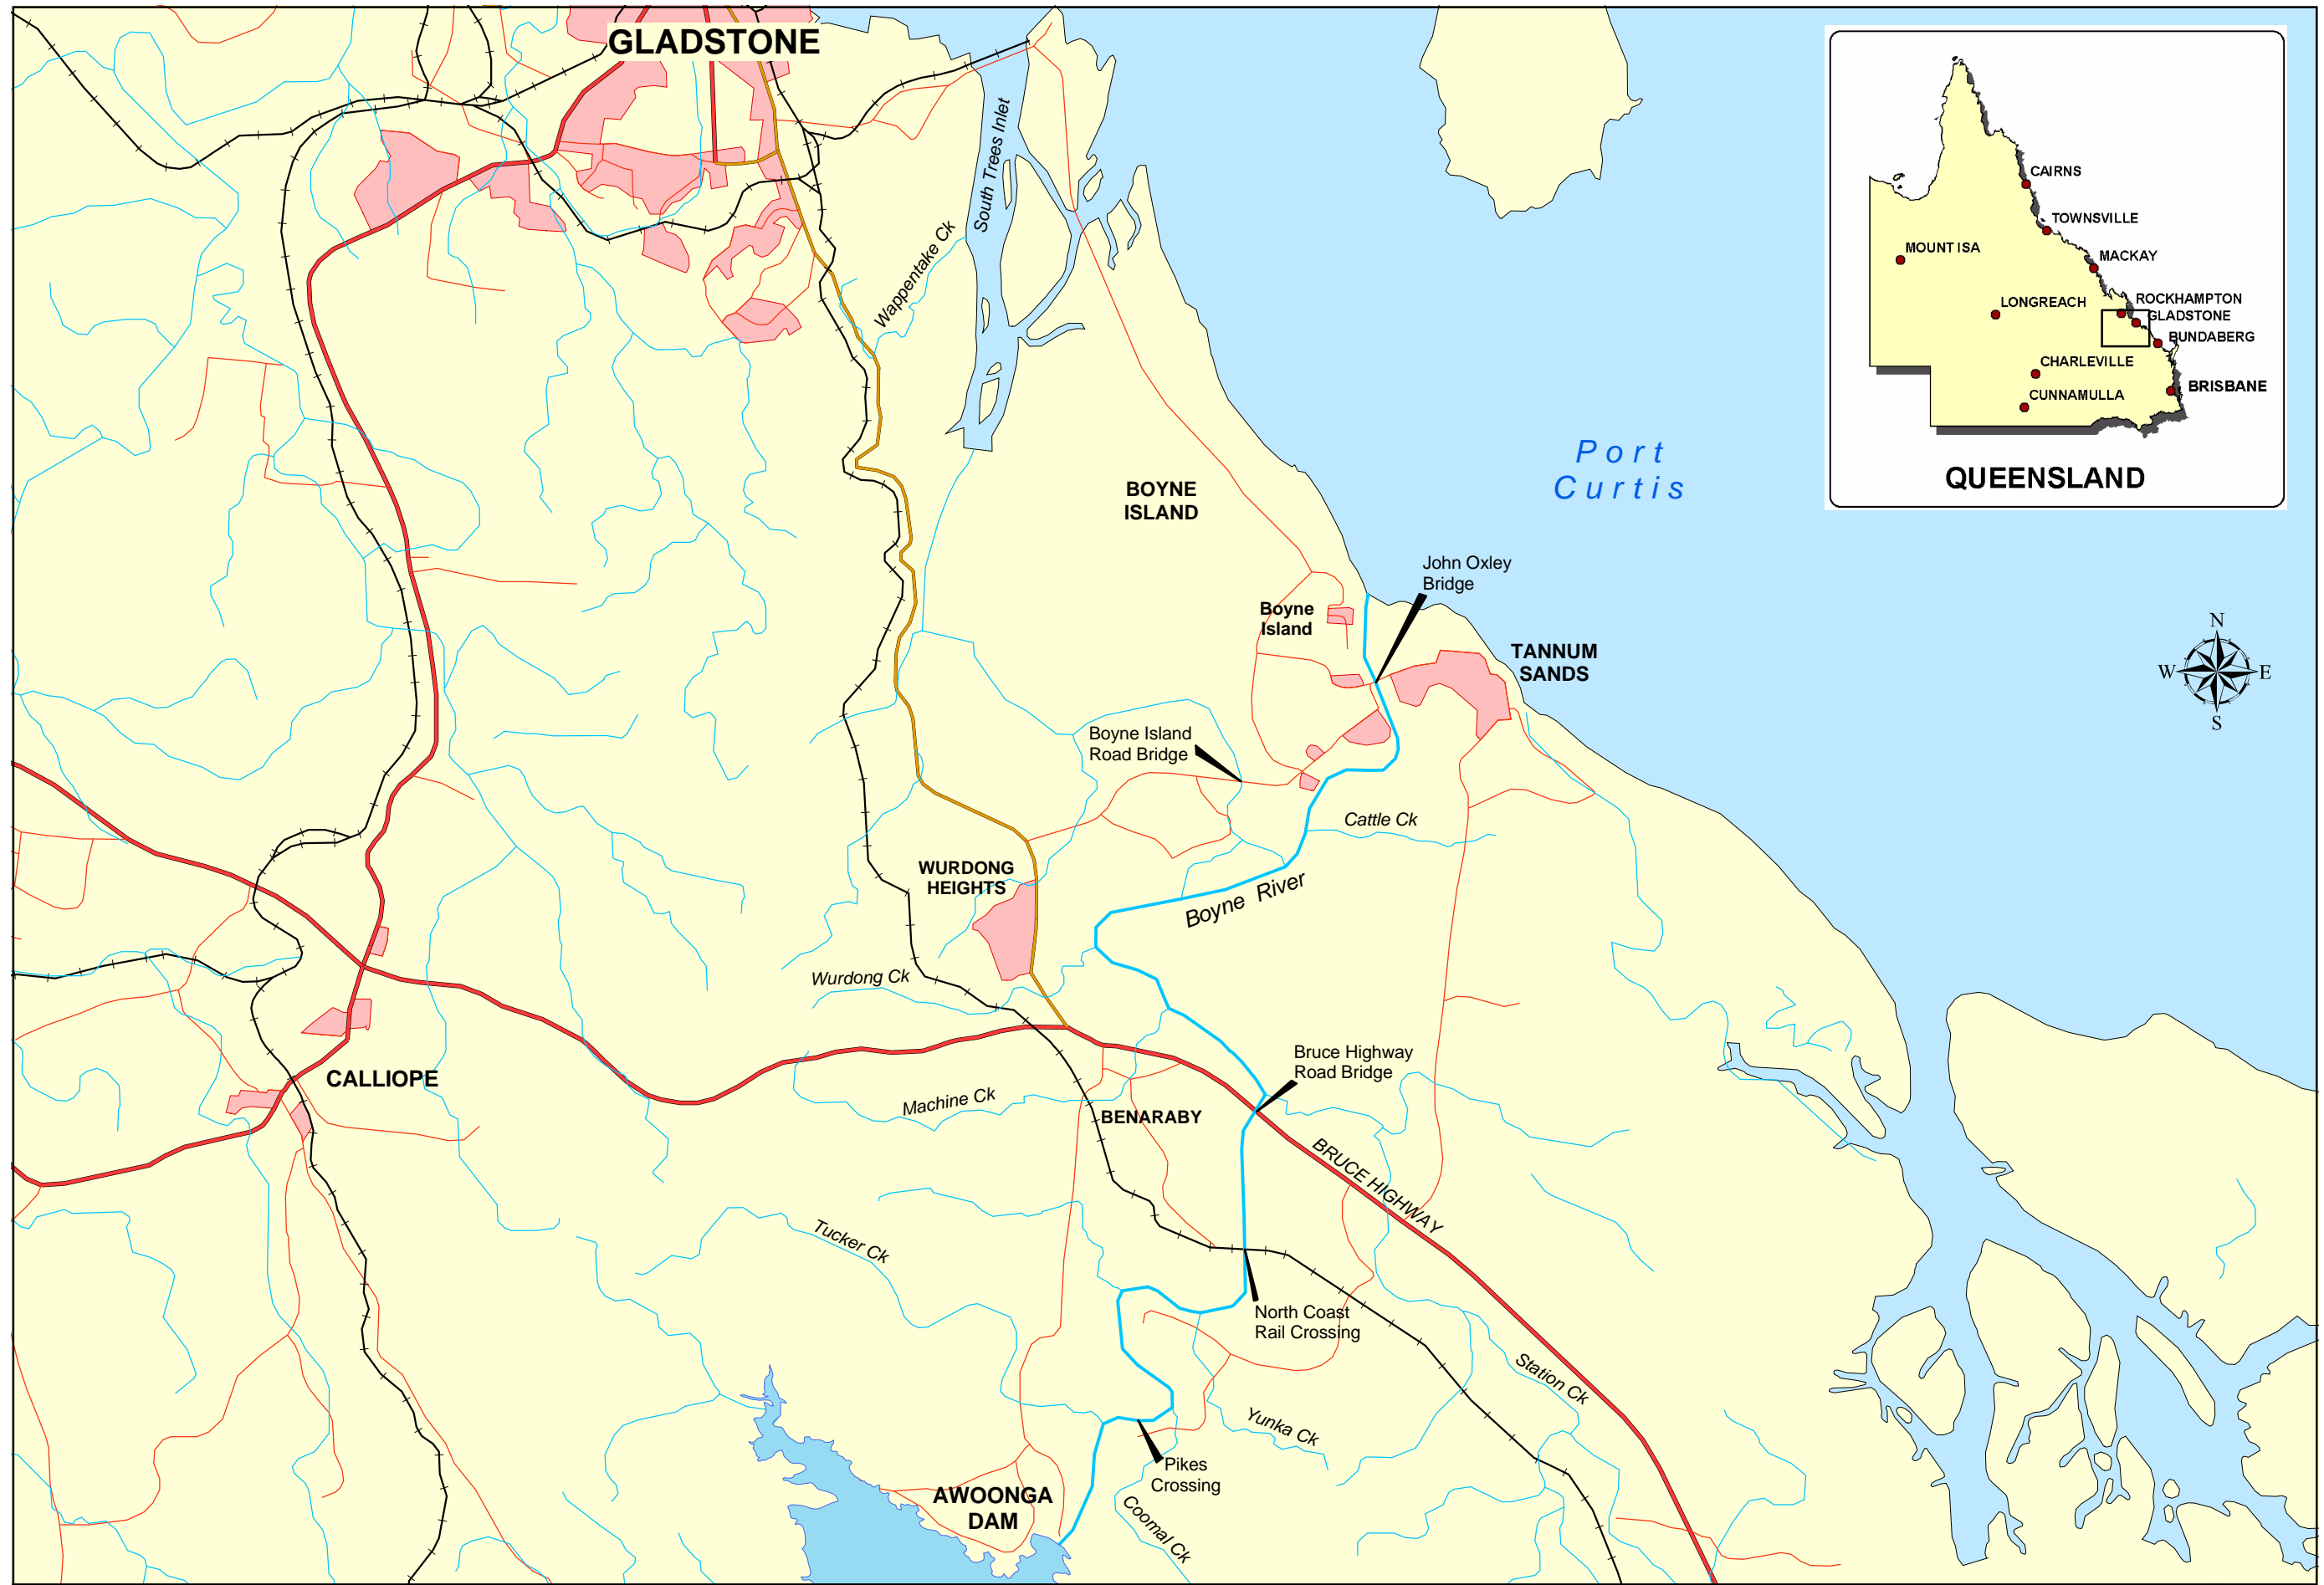 GLADSTONE
South Trees Inlet
Wappentake Ck
CAIRNS
TOWNSVILLE
MOUNT ISA
MACKAY
LONGREACH
ROCKHAMPTON
GLADSTONE
BUNDABERG
CHARLEVILLE
BRISBANE
CUNNAMULLA
QUEENSLAND
Port
Curtis
BOYNE
ISLAND
John Oxley
Bridge
Boyne
Island
TANNUM
SANDS
N
W
E
S
Boyne Island
Road Bridge
Cattle Ck
WURDONG
HEIGHTS
Boyne River
Wurdong Ck
Bruce Highway
Road Bridge
CALLIOPE
Machine Ck
BENARABY
BRUCE HIGHWAY
Tucker Ck
North Coast
Rail Crossing
Station Ck
Yunka Ck
Pikes
Crossing
AWOONGA
DAM
Coomal Ck